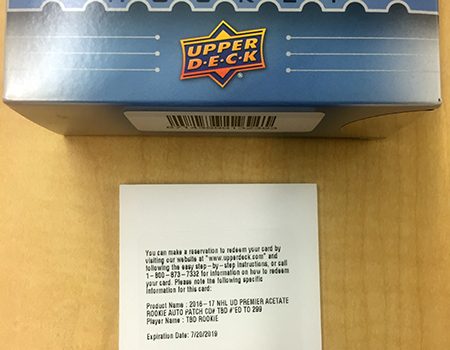 UPPER
D·E·C·K
You can make a reservation to redeem your card by
visiting our website at "www.upperdeck.com" and
following the easy step-by-step instructions, or call
1-800-873-7332 for information on how to redeem
your card. Please note the following specific
information for this card:
Product Name : 2016-17 NHL UD PREMIER ACETATE
ROOKIE AUTO PATCH CD# TBD #'ED TO 299
Player Name : TBD ROOKIE
Expiration Date: 7/20/2019